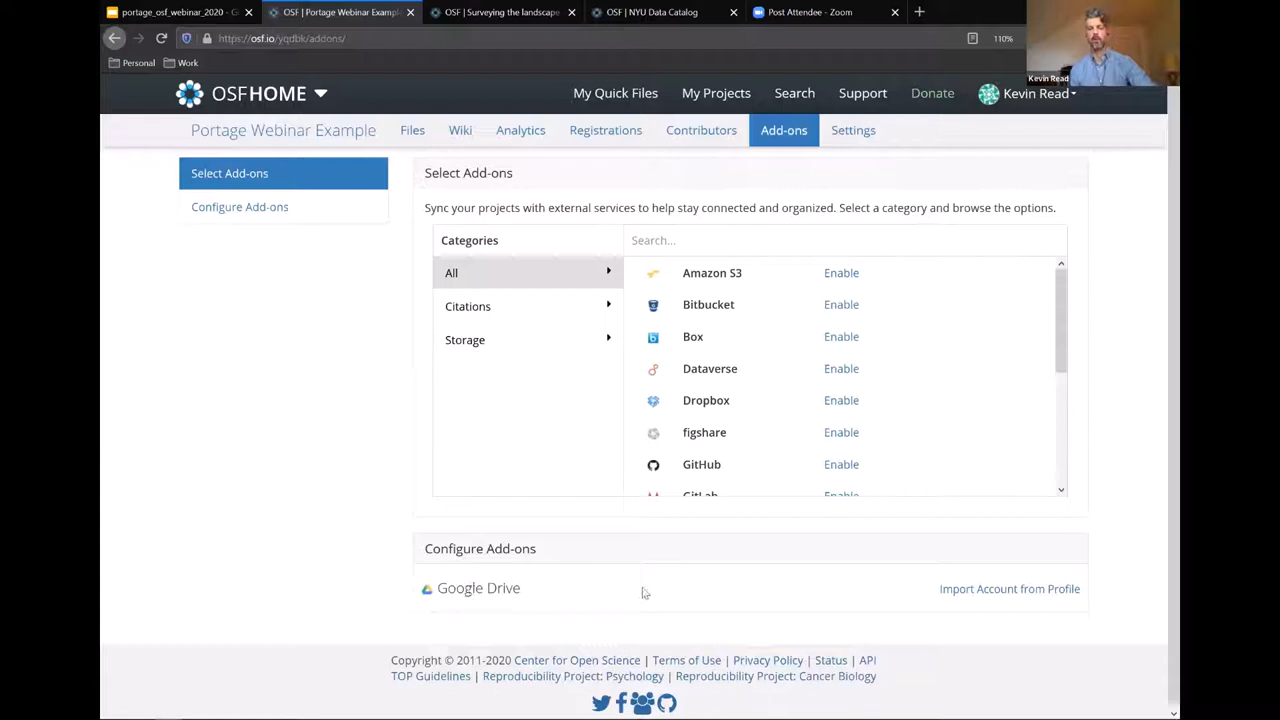 portage_osf_webinar_2020 - G
OSF | Portage Webinar Example
OSF | Surveying the landscape
OSF | NYU Data Catalog
Post Attendee - Zoom
https://osf.io/yqdbk/addons/
110%
Personal
Work
Kevin Read
OSFHOME
My Quick Files
My Projects
Search
Support
Donate
Kevin Read
Portage Webinar Example
Files
Wiki
Analytics
Registrations
Contributors
Add-ons
Settings
Select Add-ons
Configure Add-ons
Select Add-ons
Sync your projects with external services to help stay connected and organized. Select a category and browse the options.
Categories
Search...
All
Citations
Storage
Amazon S3 Enable
Bitbucket Enable
Box Enable
Dataverse Enable
Dropbox Enable
figshare Enable
GitHub Enable
GitLab Enable
Configure Add-ons
Google Drive
Import Account from Profile
Copyright © 2011-2020 Center for Open Science | Terms of Use | Privacy Policy | Status | API
TOP Guidelines | Reproducibility Project: Psychology | Reproducibility Project: Cancer Biology